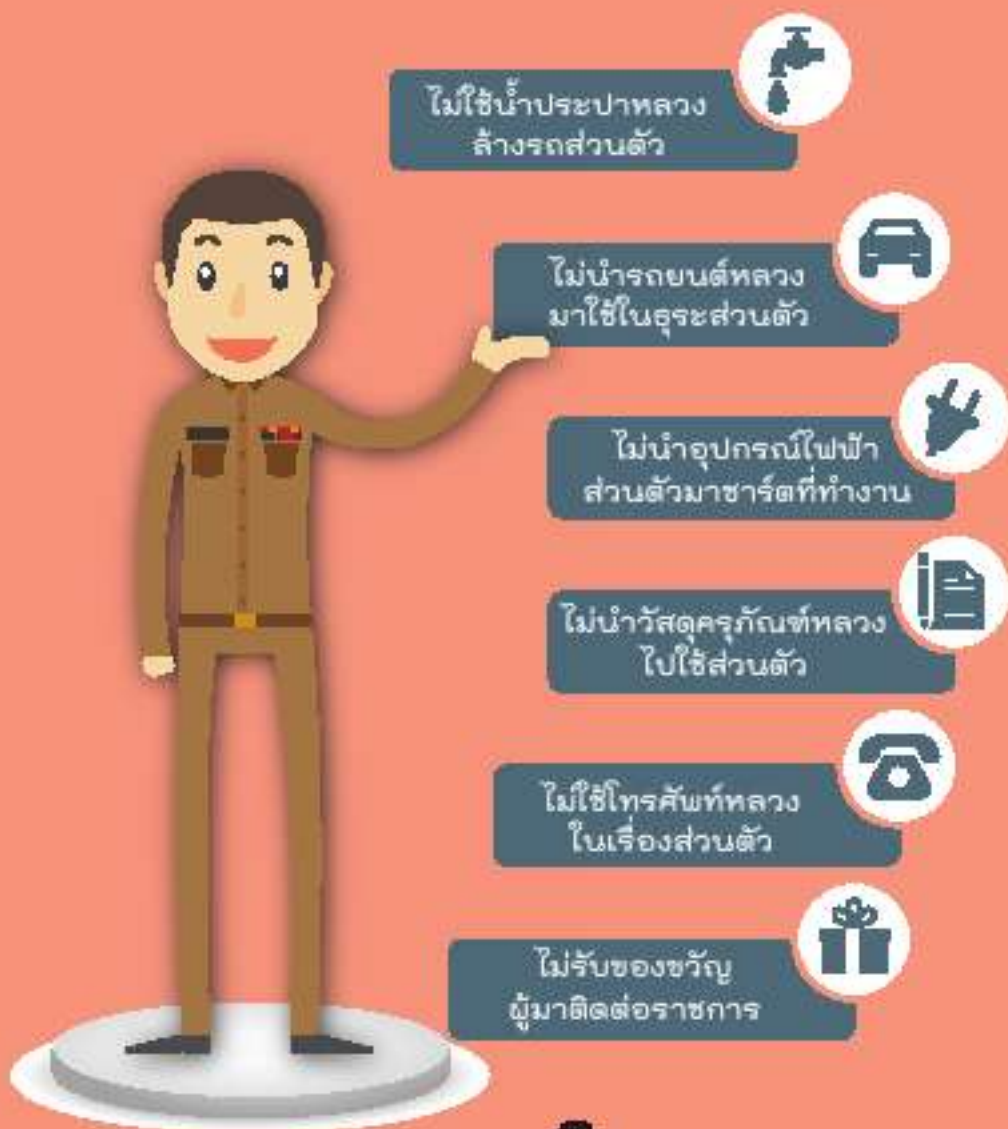 ไม่ใช้น้ำประปาหลวง
ล้างรถส่วนตัว
ไม่นำรถยนต์หลวง
มาใช้ในธุระส่วนตัว
ไม่นำอุปกรณ์ไฟฟ้า
ส่วนตัวมาชาร์ตที่ทำงาน
ไม่นำวัสดุครุภัณฑ์หลวง
ไปใช้ส่วนตัว
ไม่ใช้โทรศัพท์หลวง
ในเรื่องส่วนตัว
ไม่รับของขวัญ
ผู้มาติดต่อราชการ